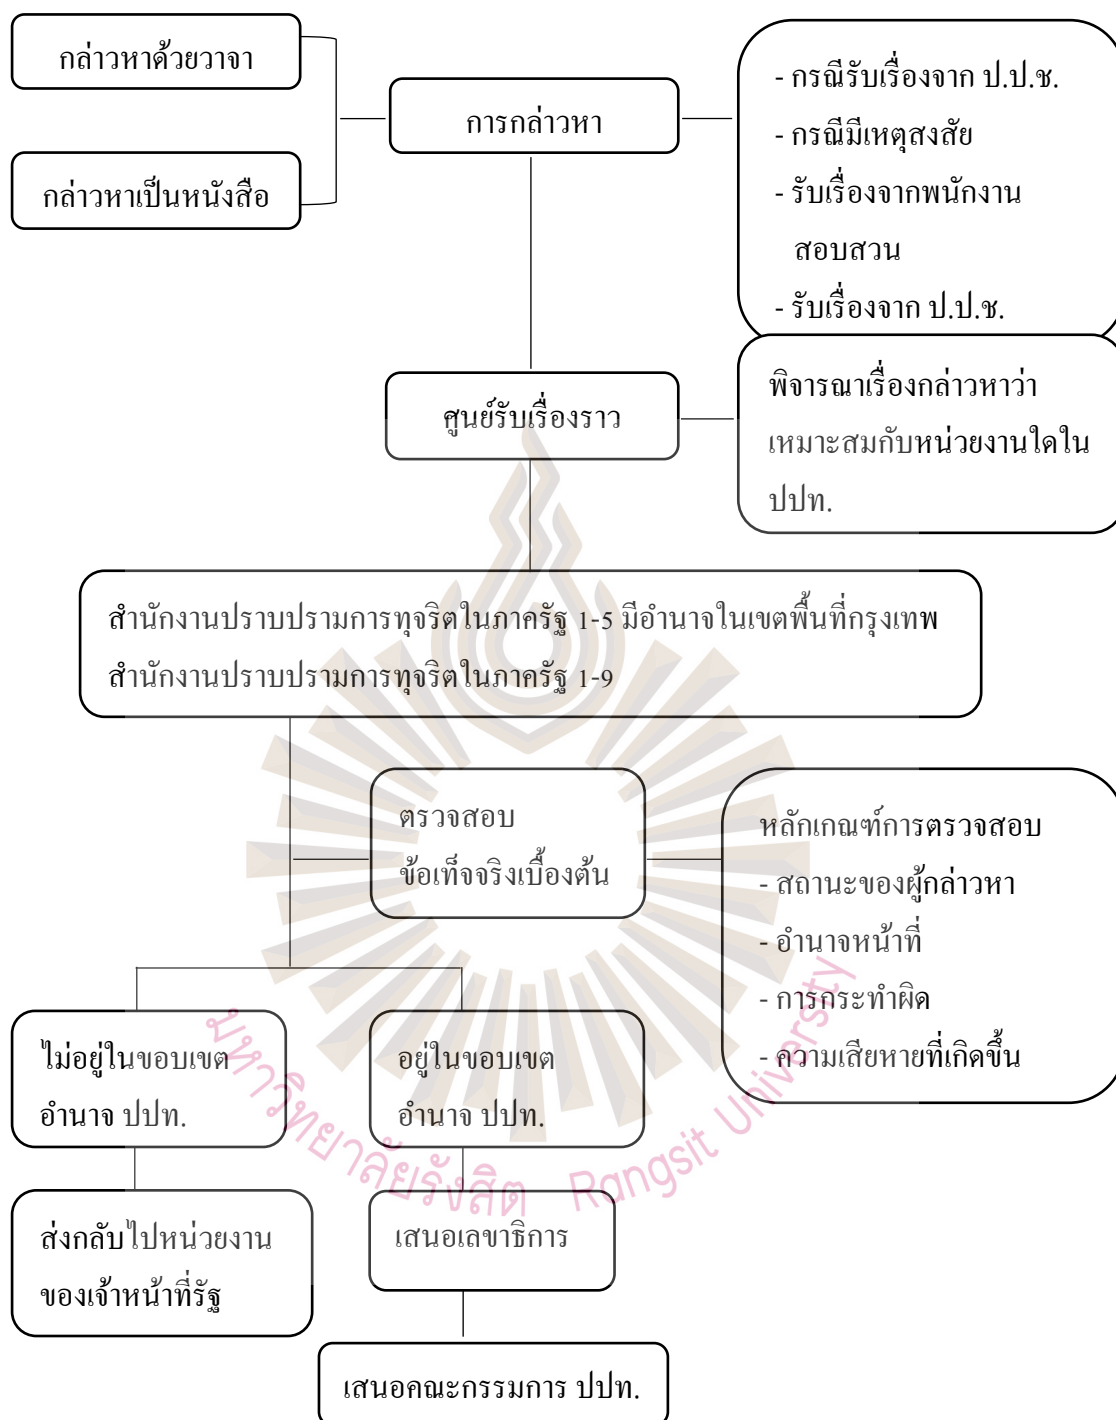 กล่าวหาด้วยวาจา
การกล่าวหา
กล่าวหาเป็นหนังสือ
- กรณีรับเรื่องจาก ป.ป.ช.
- กรณีมีเหตุสงสัย
- รับเรื่องจากพนักงาน
สอบสวน
- รับเรื่องจาก ป.ป.ช.
ศูนย์รับเรื่องราว
พิจารณาเรื่องกล่าวหาว่า
เหมาะสมกับหน่วยงานใดใน
ปปท.
สำนักงานปราบปรามการทุจริตในภาครัฐ 1-5 มีอำนาจในเขตพื้นที่กรุงเทพ
สำนักงานปราบปรามการทุจริตในภาครัฐ 1-9
ตรวจสอบ
ข้อเท็จจริงเบื้องต้น
หลักเกณฑ์การตรวจสอบ
- สถานะของผู้กล่าวหา
- อำนาจหน้าที่
- การกระทำผิด
- ความเสียหายที่เกิดขึ้น
ไม่อยู่ในขอบเขต
อำนาจ ปปท.
อยู่ในขอบเขต
อำนาจ ปปท.
ส่งกลับไปหน่วยงาน
ของเจ้าหน้าที่รัฐ
เสนอเลขาธิการ
เสนอคณะกรรมการ ปปท.
มหาวิทยาลัยรังสิต Rangsit University